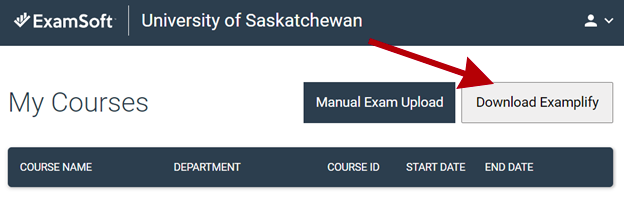 ExamSoft University of Saskatchewan
My Courses Manual Exam Upload Download Examplify
COURSE NAME DEPARTMENT COURSE ID START DATE END DATE